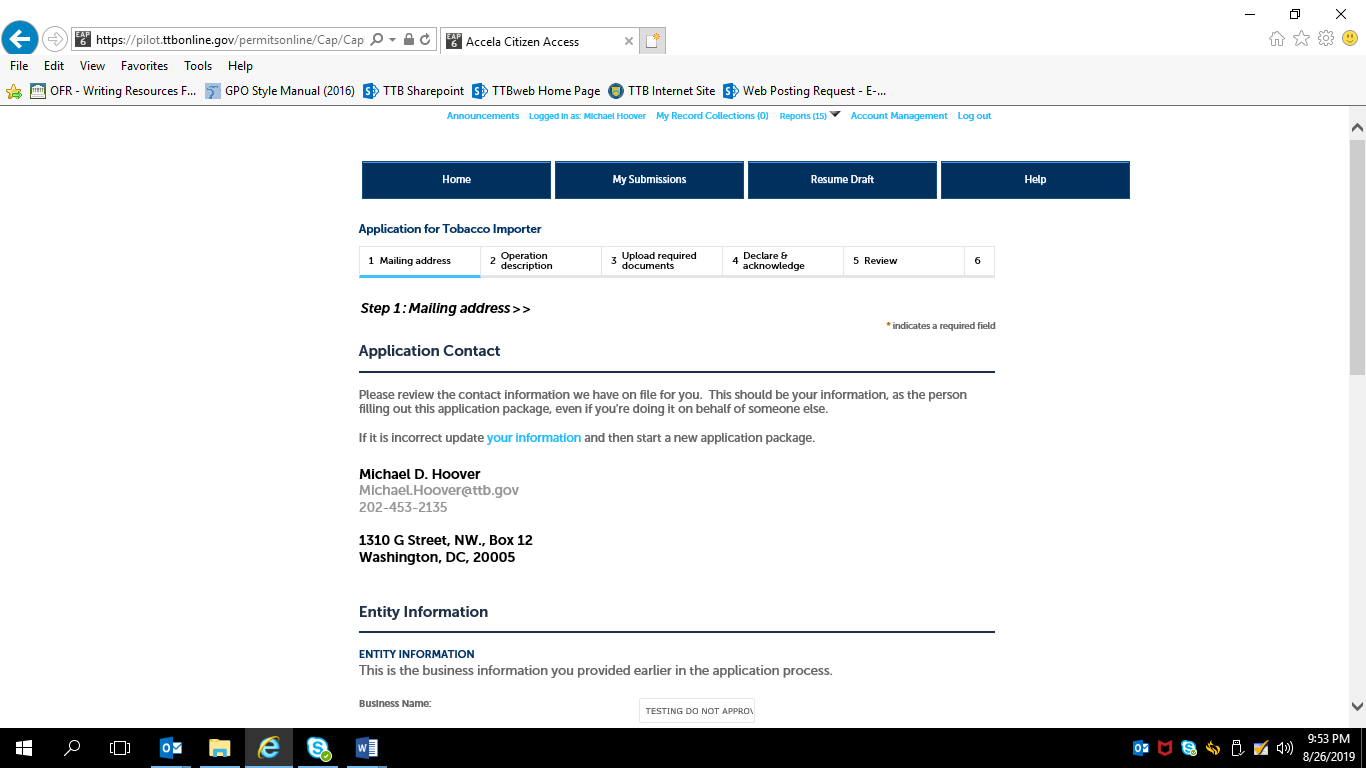 https://pilot.ttbonline.gov/permitsonline/Cap/Cap
EAP 6 Accela Citizen Access
File Edit View Favorites Tools Help
OFR - Writing Resources F... GPO Style Manual (2016) TTB Sharepoint TTBweb Home Page TTB Internet Site Web Posting Request - E-...
Announcements Logged in as: Michael Hoover My Record Collections (0) Reports (15) Account Management Log out
Home My Submissions Resume Draft Help
Application for Tobacco Importer
1 Mailing address 2 Operation description 3 Upload required documents 4 Declare & acknowledge 5 Review 6
Step 1: Mailing address>>
* indicates a required field
Application Contact
Please review the contact information we have on file for you. This should be your information, as the person
filling out this application package, even if you're doing it on behalf of someone else.
If it is incorrect update your information and then start a new application package.
Michael D. Hoover
Michael.Hoover@ttb.gov
202-453-2135
1310 G Street, NW., Box 12
Washington, DC, 20005
Entity Information
ENTITY INFORMATION
This is the business information you provided earlier in the application process.
Business Name: TESTING DO NOT APPROV
9:53 PM
8/26/2019